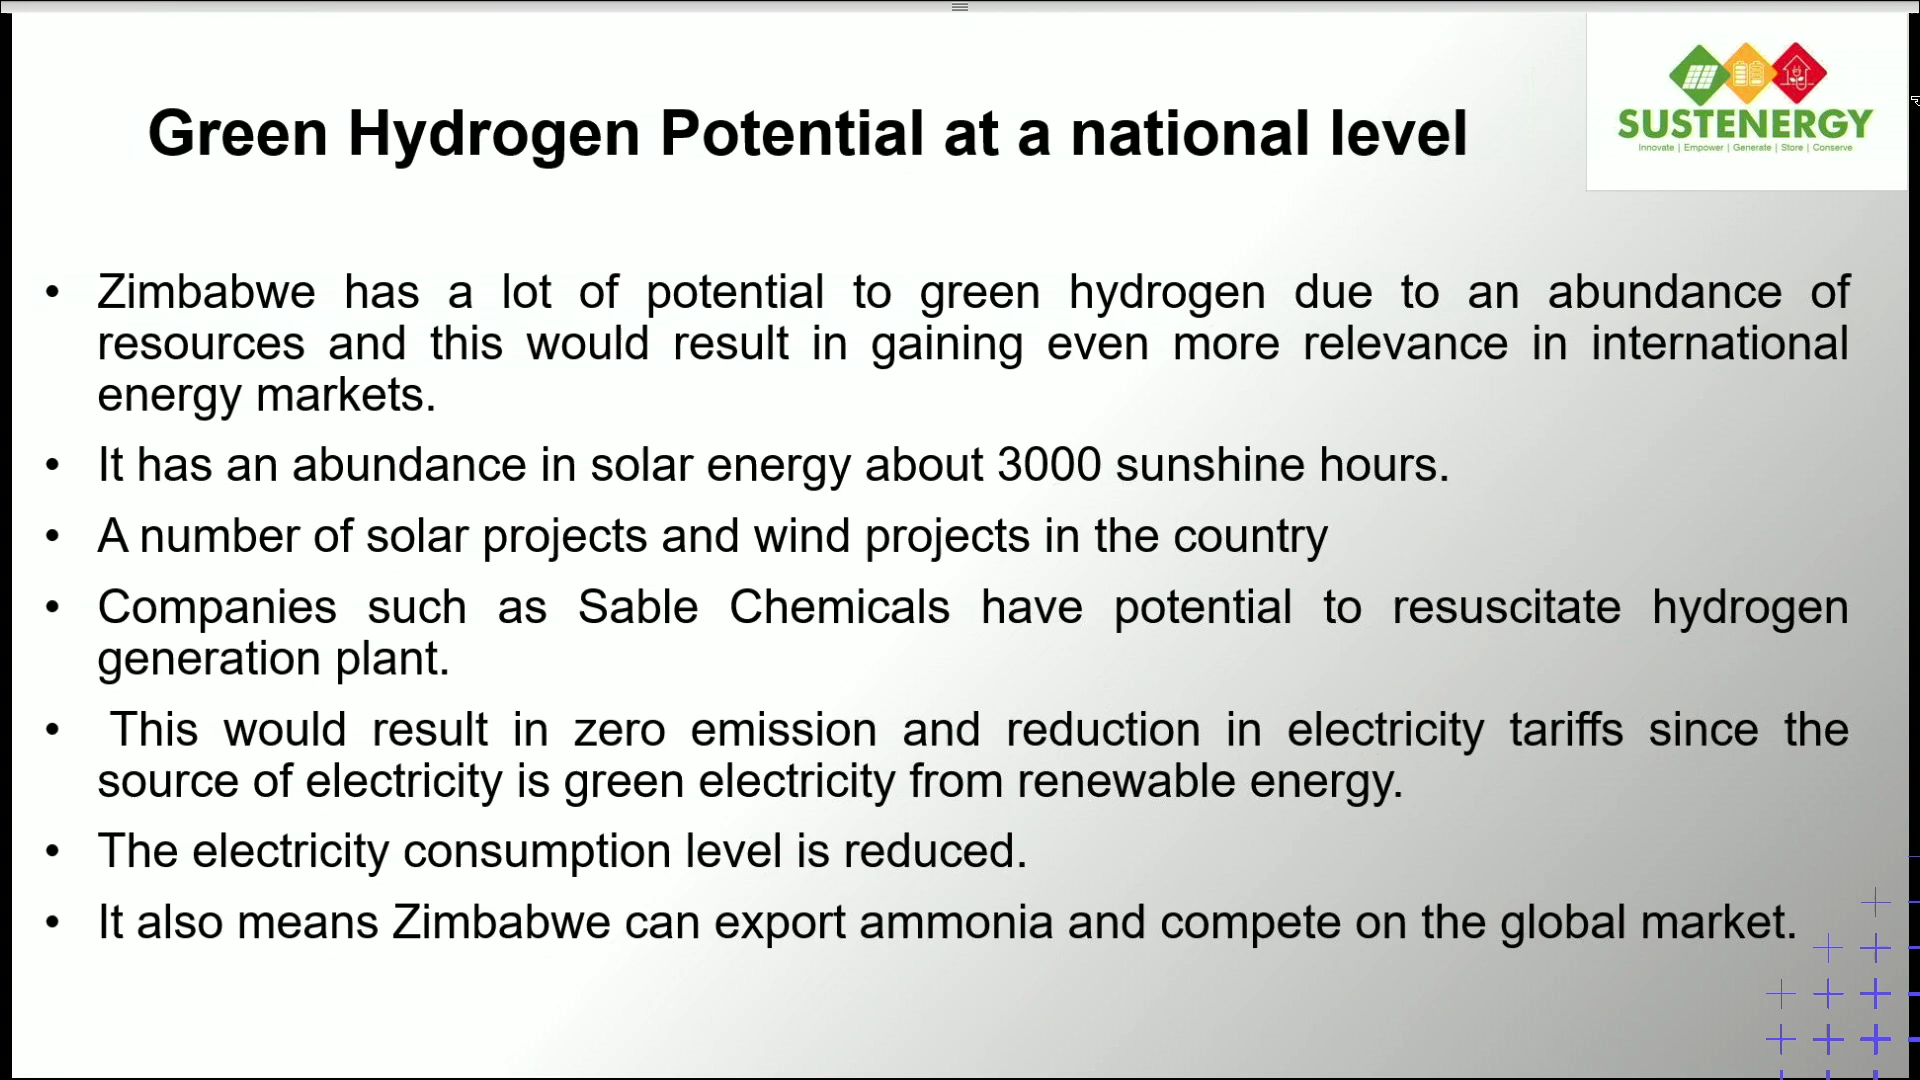 Green Hydrogen Potential at a national level
SUSTENERGY
Innovate | Empower | Generate | Store | Conserve
• Zimbabwe has a lot of potential to green hydrogen due to an abundance of
resources and this would result in gaining even more relevance in international
energy markets.
• It has an abundance in solar energy about 3000 sunshine hours.
• A number of solar projects and wind projects in the country
• Companies such as Sable Chemicals have potential to resuscitate hydrogen
generation plant.
• This would result in zero emission and reduction in electricity tariffs since the
source of electricity is green electricity from renewable energy.
• The electricity consumption level is reduced.
• It also means Zimbabwe can export ammonia and compete on the global market.